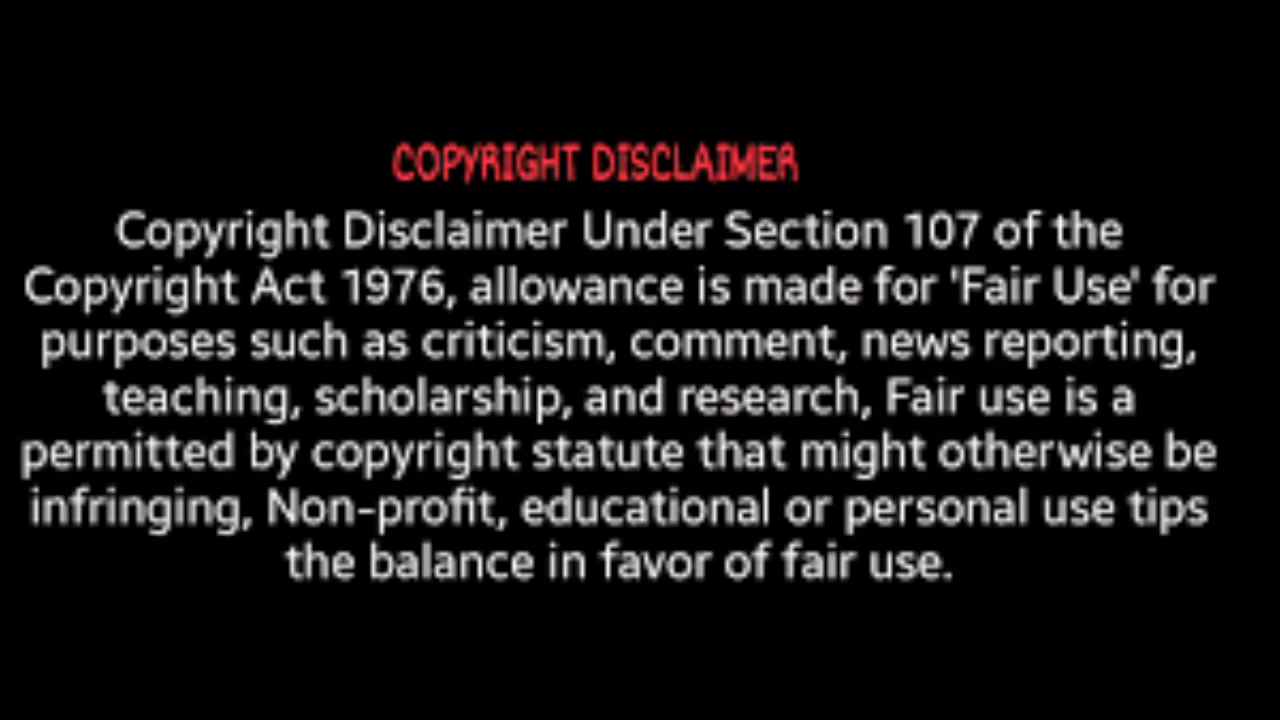 COPYRIGHT DISCLAIMER
Copyright Disclaimer Under Section 107 of the
Copyright Act 1976, allowance is made for 'Fair Use' for
purposes such as criticism, comment, news reporting,
teaching, scholarship, and research, Fair use is a
permitted by copyright statute that might otherwise be
infringing, Non-profit, educational or personal use tips
the balance in favor of fair use.